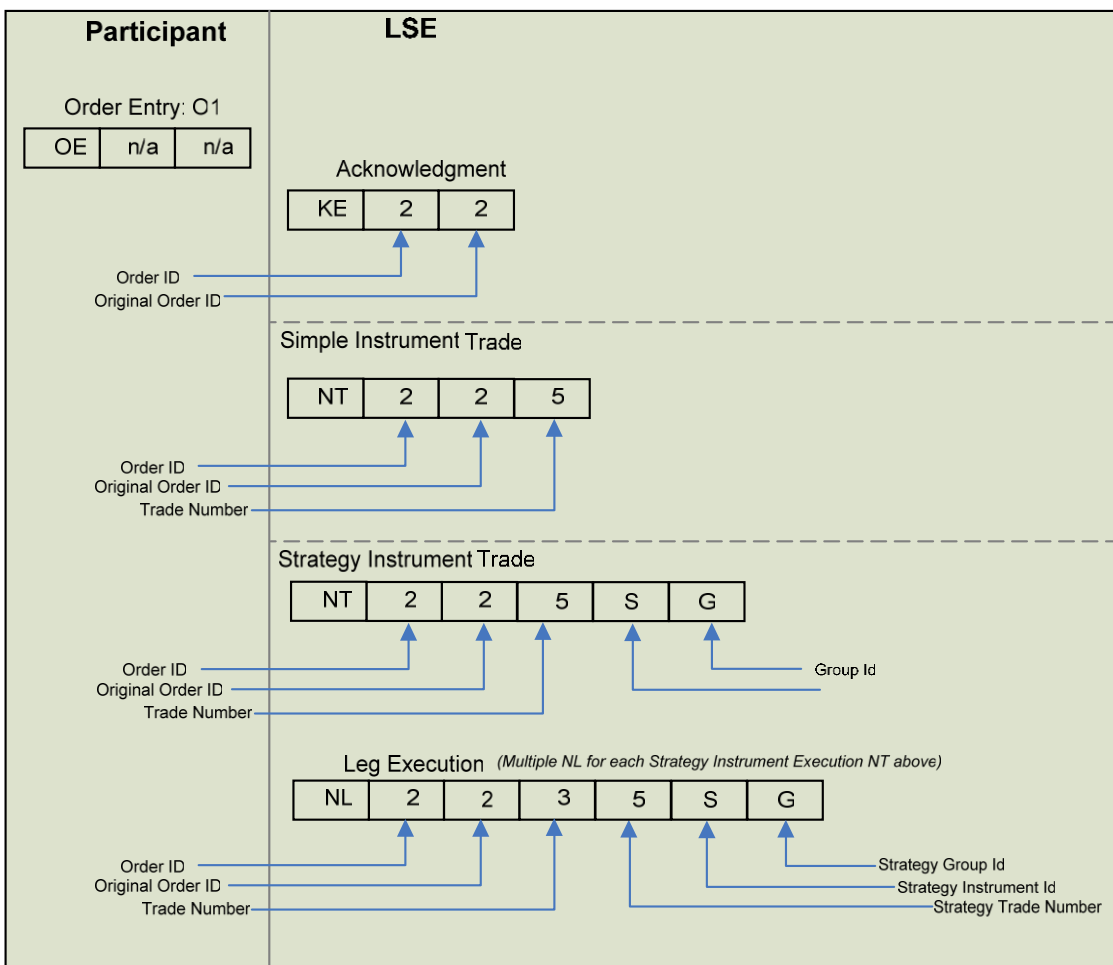 Participant
LSE
Order Entry: O1
OE n/a n/a
Acknowledgment
KE 2 2
Order ID
Original Order ID
Simple Instrument Trade
NT 2 2 5
Order ID
Original Order ID
Trade Number
Strategy Instrument Trade
NT 2 2 5 S G
Order ID
Group Id
Original Order ID
Trade Number
Leg Execution (Multiple NL for each Strategy Instrument Execution NT above)
NL 2 2 3 5 S G
Order ID
Strategy Group Id
Original Order ID
Strategy Instrument Id
Trade Number
Strategy Trade Number